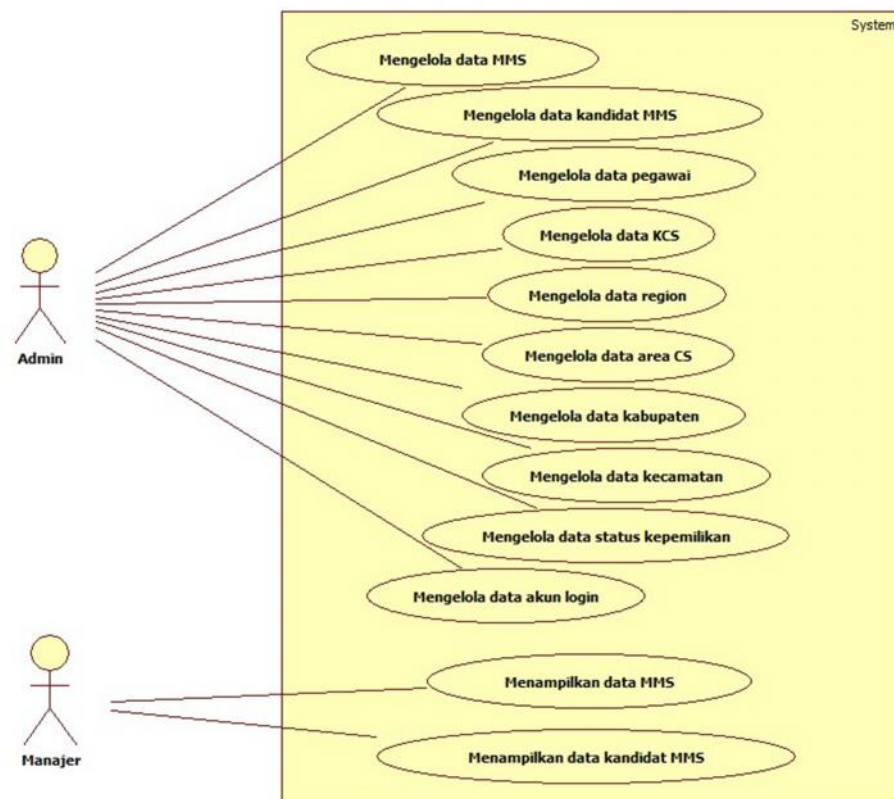 System
Mengelola data MMS
Mengelola data kandidat MMS
Mengelola data pegawai
Mengelola data KCS
Mengelola data region
Admin
Mengelola data area CS
Mengelola data kabupaten
Mengelola data kecamatan
Mengelola data status kepemilikan
Mengelola data akun login
Menampilkan data MMS
Manajer
Menampilkan data kandidat MMS